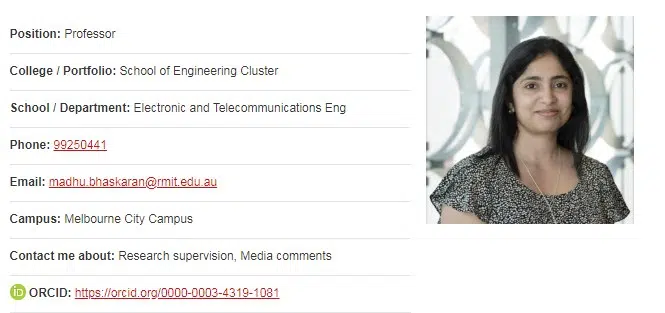 Position: Professor
College / Portfolio: School of Engineering Cluster
School / Department: Electronic and Telecommunications Eng
Phone: 99250441
Email: madhu.bhaskaran@rmit.edu.au
Campus: Melbourne City Campus
Contact me about: Research supervision, Media comments
iD ORCID: https://orcid.org/0000-0003-4319-1081